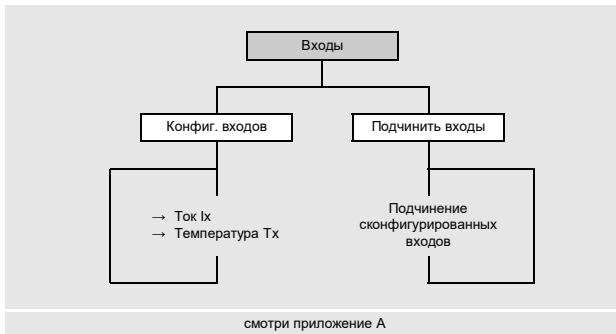 Входы
Конфиг. входов
Подчинить входы
→ Ток Ix
→ Температура Tx
Подчинение
сконфигурированных
входов
смотри приложение А